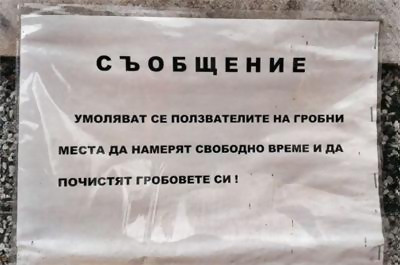 СЪОБЩЕНИЕ
УМОЛЯВАТ СЕ ПОЛЗВАТЕЛИТЕ НА ГРОБНИ
МЕСТА ДА НАМЕРЯТ СВОБОДНО ВРЕМЕ И ДА
ПОЧИСТЯТ ГРОБОВЕТЕ СИ !